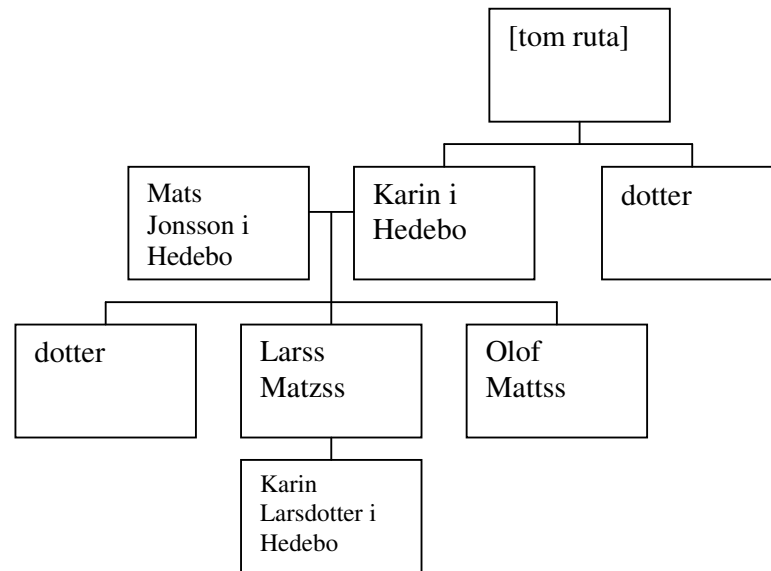 [tom ruta]
Mats
Jonsson i
Hedebo
Karin i
Hedebo
dotter
dotter
Larss
Matzss
Olof
Mattss
Karin
Larsdotter i
Hedebo